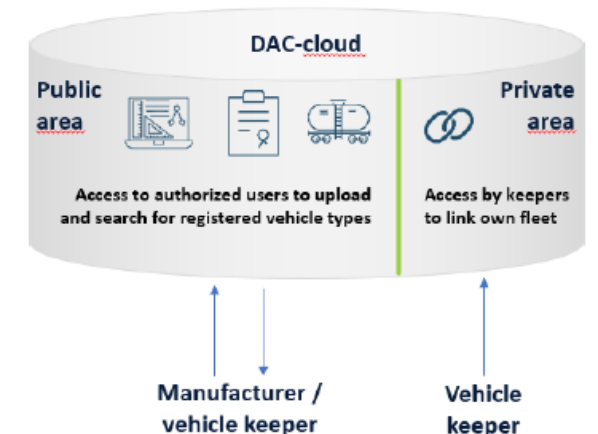 DAC-cloud
Public
area
Private
area
Access to authorized users to upload
and search for registered vehicle types
Access by keepers
to link own fleet
Manufacturer /
vehicle keeper
Vehicle
keeper